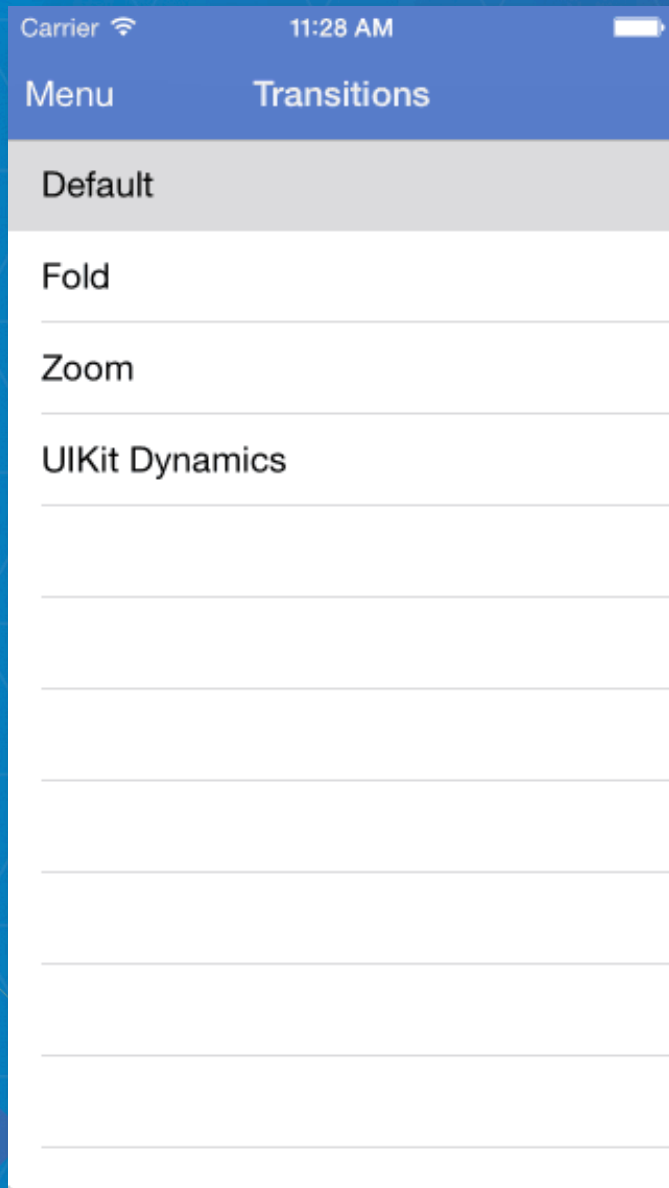 Carrier 11:28 AM
Menu Transitions
Default
Fold
Zoom
UIKit Dynamics